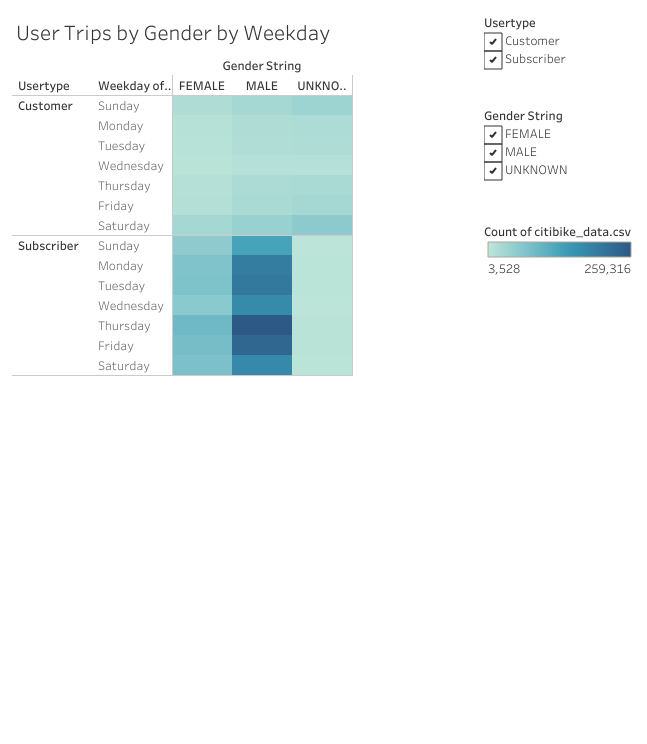 User Trips by Gender by Weekday
Gender String
Usertype Weekday of.. FEMALE MALE UNKNO..
Customer Sunday
Monday
Tuesday
Wednesday
Thursday
Friday
Saturday
Subscriber Sunday
Monday
Tuesday
Wednesday
Thursday
Friday
Saturday
Usertype
Customer
Subscriber
Gender String
FEMALE
MALE
UNKNOWN
Count of citibike_data.csv
3,528 259,316